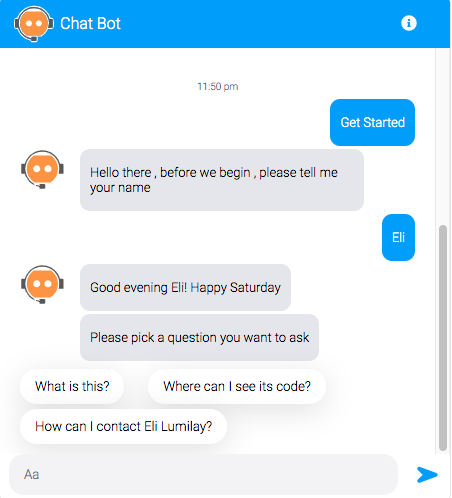 Chat Bot
11:50 pm
Get Started
Hello there , before we begin , please tell me
your name
Eli
Good evening Eli! Happy Saturday
Please pick a question you want to ask
What is this?
Where can I see its code?
How can I contact Eli Lumilay?
Aa